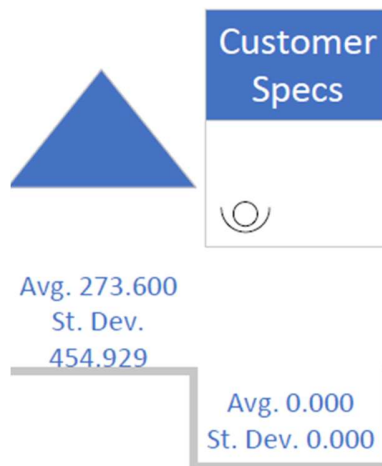 Customer
Specs
Avg. 273.600
St. Dev.
454.929
Avg. 0.000
St. Dev. 0.000